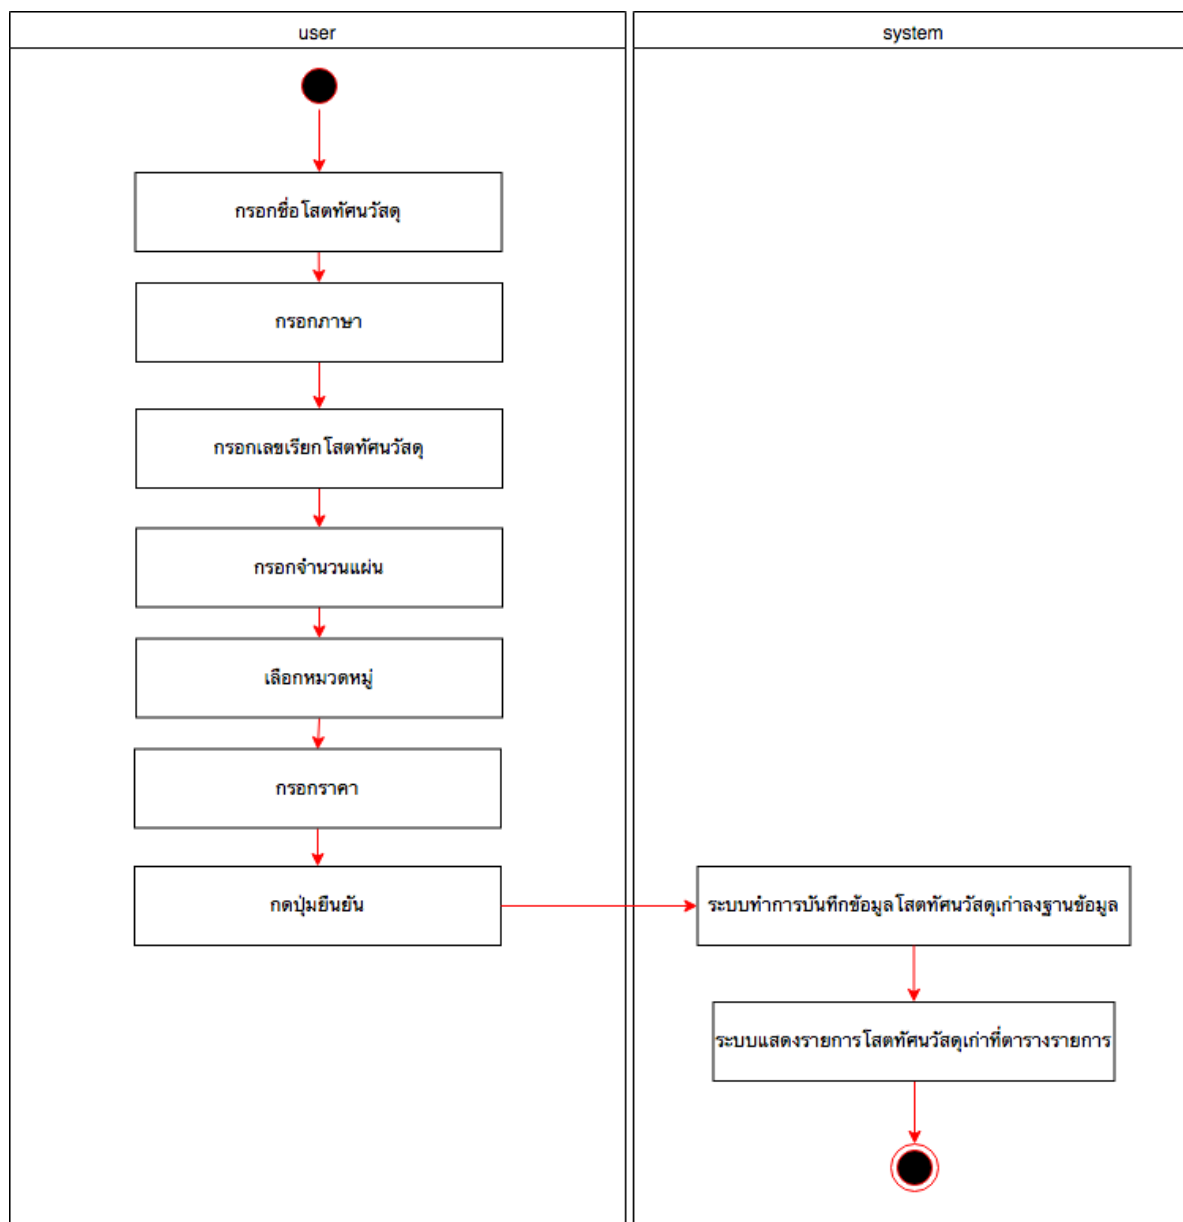 user
system
กรอกชื่อโสตทัศนวัสดุ
กรอกภาษา
กรอกเลขเรียกโสตทัศนวัสดุ
กรอกจำนวนแผ่น
เลือกหมวดหมู่
กรอกราคา
กดปุ่มยืนยัน
ระบบทำการบันทึกข้อมูลโสตทัศนวัสดุเก่าลงฐานข้อมูล
ระบบแสดงรายการโสตทัศนวัสดุเก่าที่ตารางรายการ